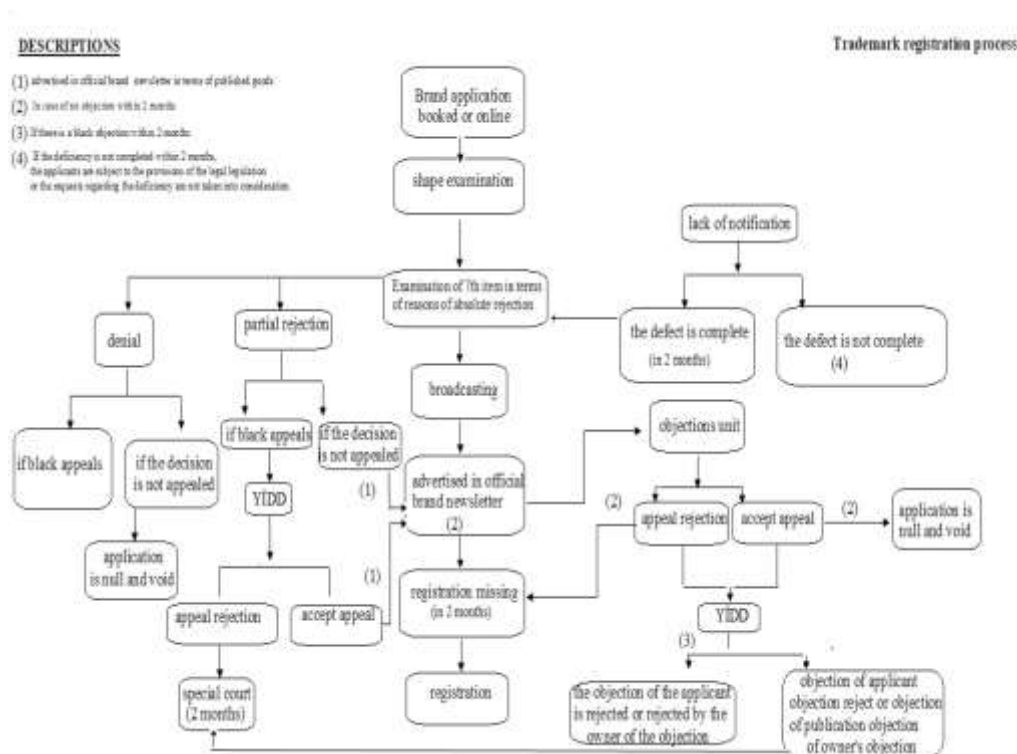 DESCRIPTIONS
Trademark registration process
(1) advertised in official brand newsletter in terms of published goods
(2) In case of no objection within 2 months
(3) If there is a black objection within 2 months
(4) If the deficiency is not completed within 2 months,
the applicants are subject to the provisions of the legal legislation
or the requests regarding the deficiency are not taken into consideration
Brand application
booked or online
shape examination
lack of notification
Examination of 7th item in terms
of reasons of absolute rejection
the defect is complete
(in 2 months)
the defect is not complete
(4)
denial
partial rejection
broadcasting
if black appeals
if the decision
is not appealed
if black appeals
if the decision
is not appealed
objections unit
YIDD
(1)
advertised in official
brand newsletter
(2)
(2)
appeal rejection
accept appeal
(2)
application is
null and void
application
is null and void
(1)
registration missing
(in 2 months)
appeal rejection
accept appeal
YIDD
(3)
special court
(2 months)
registration
the objection of the applicant
is rejected or rejected by the
owner of the objection
objection of applicant
objection reject or objection
of publication objection
of owner's objection